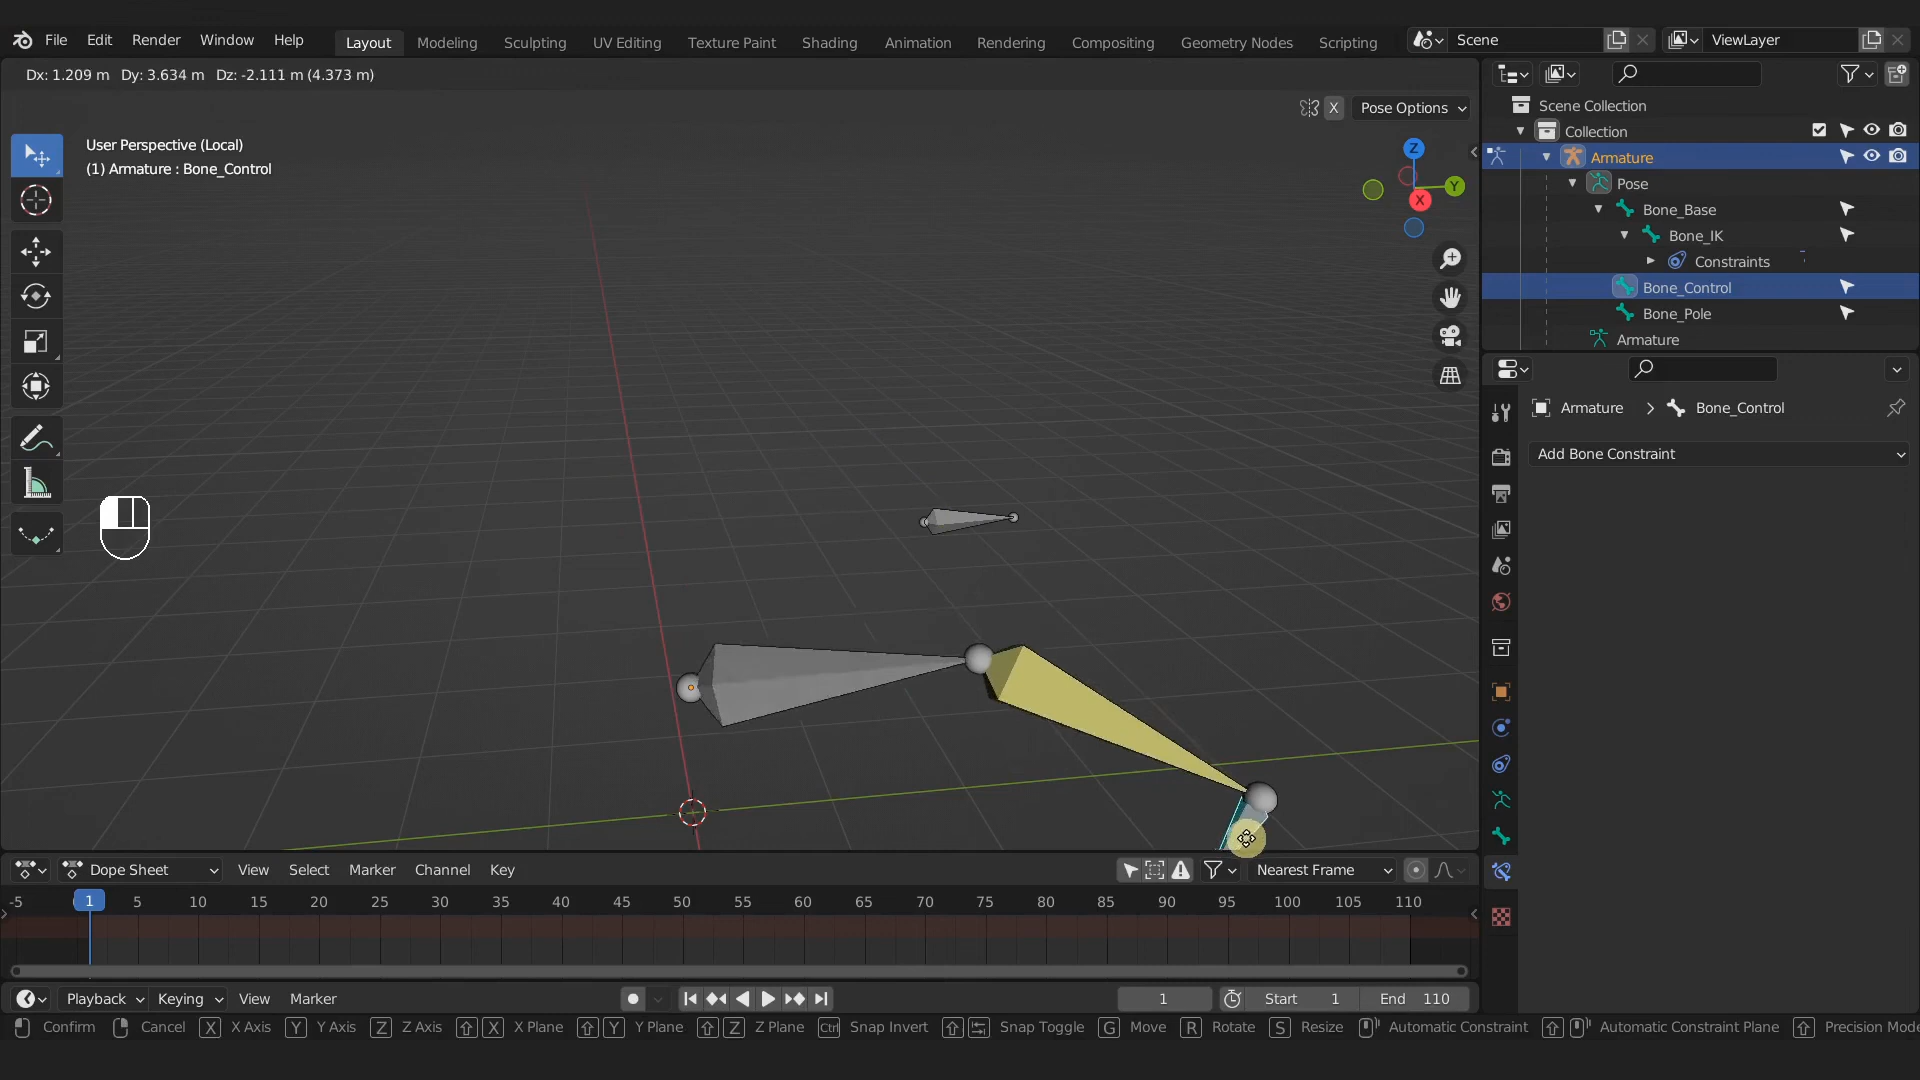 File Edit Render Window Help Layout Modeling Sculpting UV Editing Texture Paint Shading Animation Rendering Compositing Geometry Nodes Scripting Scene ViewLayer
Dx: 1.209 m Dy: 3.634 m Dz: -2.111 m (4.373 m)
X Pose Options
User Perspective (Local)
(1) Armature : Bone_Control
Z
Y
X
Scene Collection
Collection
Armature
Pose
Bone_Base
Bone_IK
Constraints
Bone_Control
Bone_Pole
Armature
Armature Bone_Control
Add Bone Constraint
Dope Sheet View Select Marker Channel Key Nearest Frame
-5 1 5 10 15 20 25 30 35 40 45 50 55 60 65 70 75 80 85 90 95 100 105 110
Playback Keying View Marker 1 Start 1 End 110
Confirm Cancel X X Axis Y Y Axis Z Z Axis X X Plane Y Y Plane Z Z Plane Ctrl Snap Invert Snap Toggle G Move R Rotate S Resize Automatic Constraint Automatic Constraint Plane Precision Mode